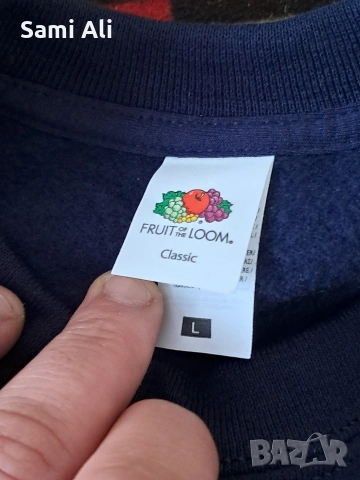 Sami Ali
FRUIT OF THE LOOM®
Classic
L
BAZAR